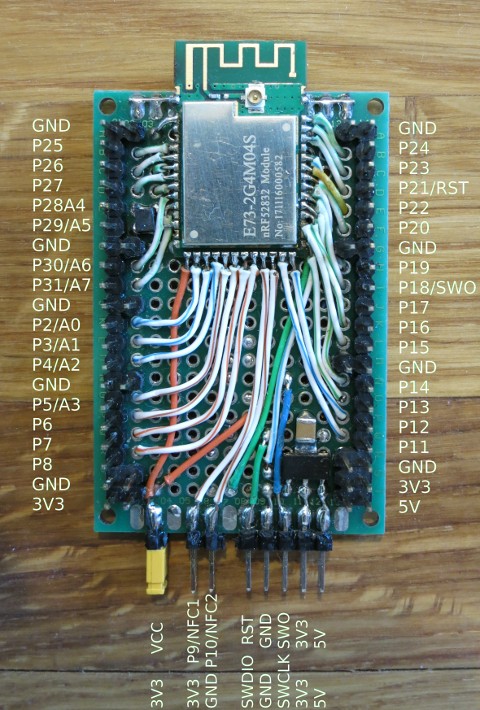 E73-2G4M04S
nRF52832 Module
No:171116000582
GND
P25
P26
P27
P28A4
P29/A5
GND
P30/A6
P31/A7
GND
P2/A0
P3/A1
P4/A2
GND
P5/A3
P6
P7
P8
GND
3V3
GND
P24
P23
P21/RST
P22
P20
GND
P19
P18/SWO
P17
P16
P15
GND
P14
P13
P12
P11
GND
3V3
5V
3V3 VCC
3V3 P9/NFC1
GND P10/NFC2
SWDIO RST
GND GND
SWCLK SWO
3V3 3V3
5V 5V